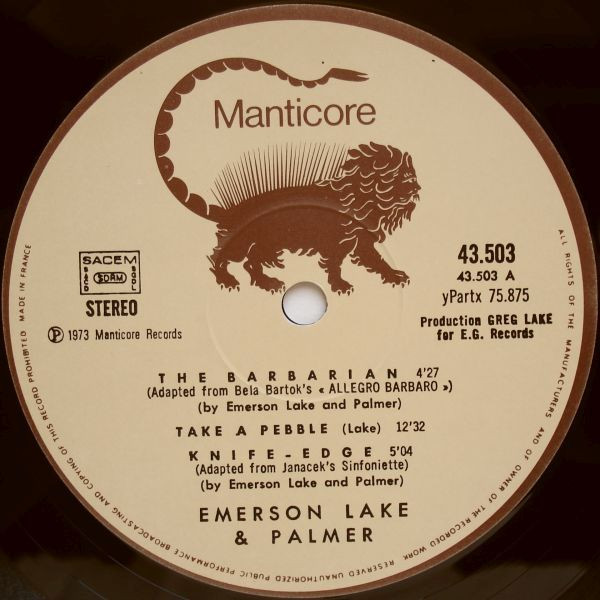 Manticore
SACEM
SACD SDRM SGDL
STEREO
Ⓟ 1973 Manticore Records
43.503
43.503 A
yPartx 75.875
Production GREG LAKE
for E.G. Records
THE BARBARIAN 4'27
(Adapted from Bela Bartok's « ALLEGRO BARBARO »)
(by Emerson Lake and Palmer)
TAKE A PEBBLE (Lake) 12'32
KNIFE-EDGE 5'04
(Adapted from Janacek's Sinfoniette)
(by Emerson Lake and Palmer)
EMERSON LAKE
& PALMER
ALL RIGHTS OF THE MANUFACTURERS AND OF OWNER OF THE RECORDED WORK RESERVED UNAUTHORIZED PUBLIC PERFORMANCE BROADCASTING AND COPYING OF THIS RECORD PROHIBITED MADE IN FRANCE